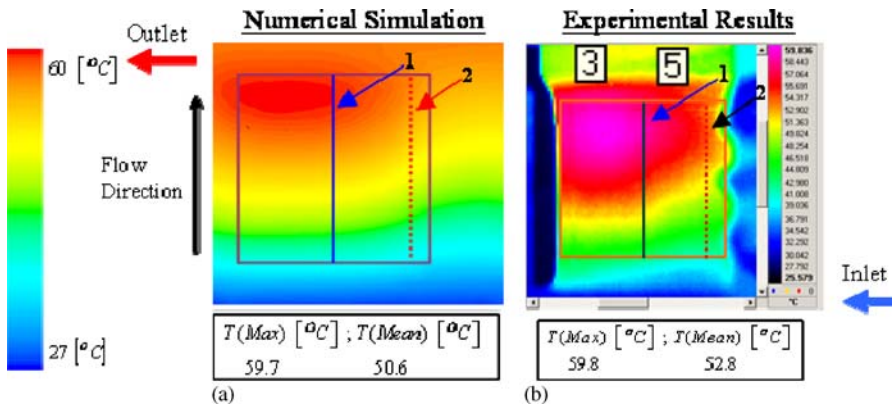 Numerical Simulation
Experimental Results
Outlet
60 [°C]
Flow
Direction
27 [°C]
1
2
3
5
1
2
59.836
58.445
57.064
55.691
54.317
52.902
51.363
49.824
48.254
46.518
44.809
42.980
41.008
39.036
36.791
34.542
32.292
30.042
27.792
25.579
°C
Inlet
T(Max) [°C] ; T(Mean) [°C]
59.7 50.6
(a)
T(Max) [°C] ; T(Mean) [°C]
59.8 52.8
(b)